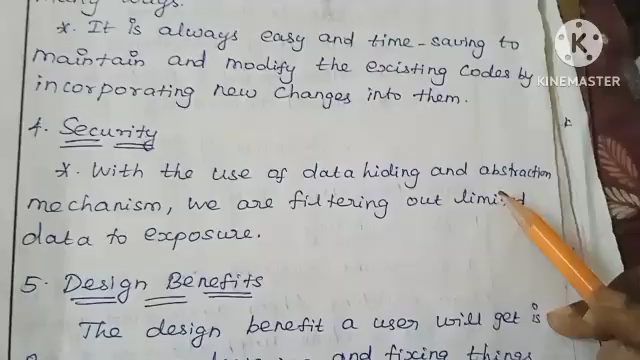 many ways.
*. It is always easy and time-saving to
maintain and modify the existing codes by
incorporating new changes into them.
4. Security
*. With the use of data hiding and abstraction
mechanism, we are filtering out limited
data to exposure.
5. Design Benefits
The design benefit a user will get is
and fixing things
KINEMASTER